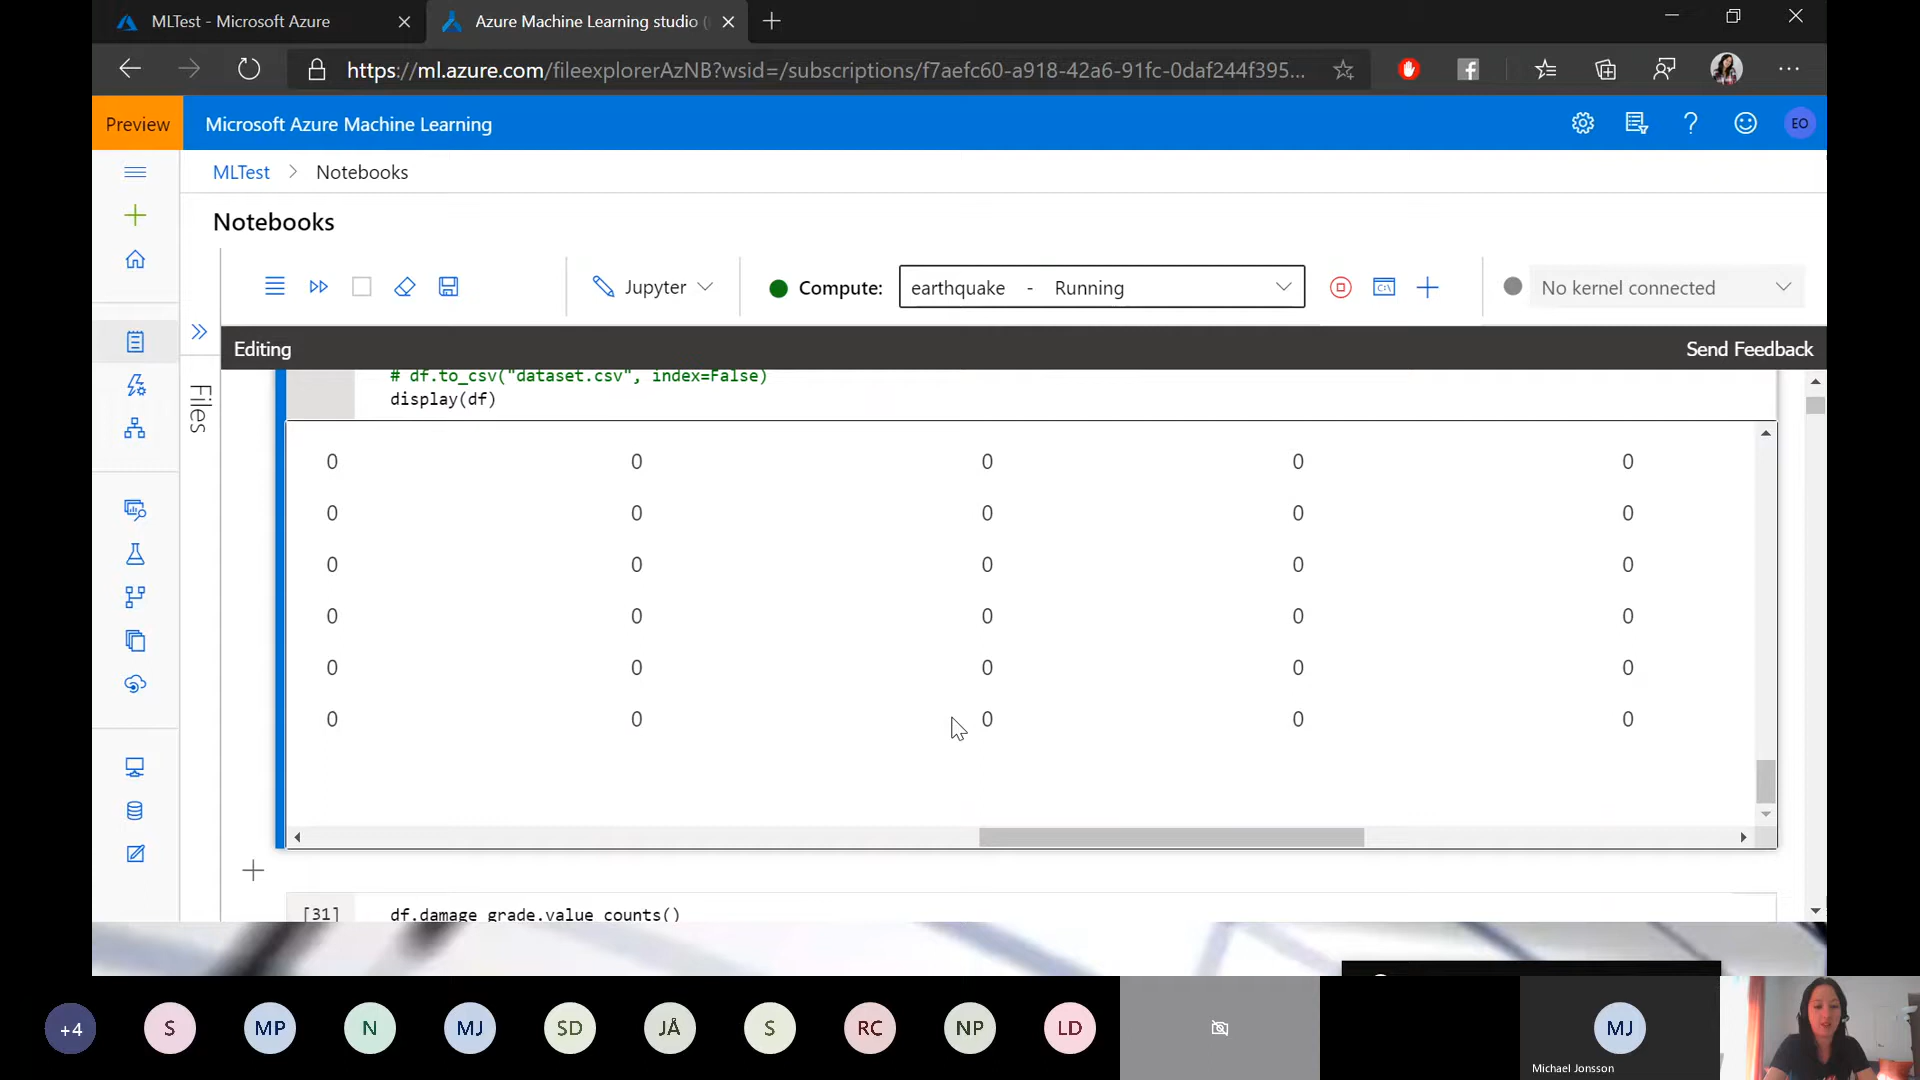 MLTest - Microsoft Azure
Azure Machine Learning studio (
https://ml.azure.com/fileexplorerAzNB?wsid=/subscriptions/f7aefc60-a918-42a6-91fc-0daf244f395...
Preview
Microsoft Azure Machine Learning
EO
MLTest > Notebooks
Notebooks
Jupyter
Compute:
earthquake - Running
No kernel connected
Editing
Send Feedback
Files
# df.to_csv("dataset.csv", index=False)
display(df)
0 0 0 0 0
0 0 0 0 0
0 0 0 0 0
0 0 0 0 0
0 0 0 0 0
0 0 0 0 0
[31] df.damage_grade.value_counts()
+4 S MP N MJ SD JÅ S RC NP LD MJ
Michael Jonsson